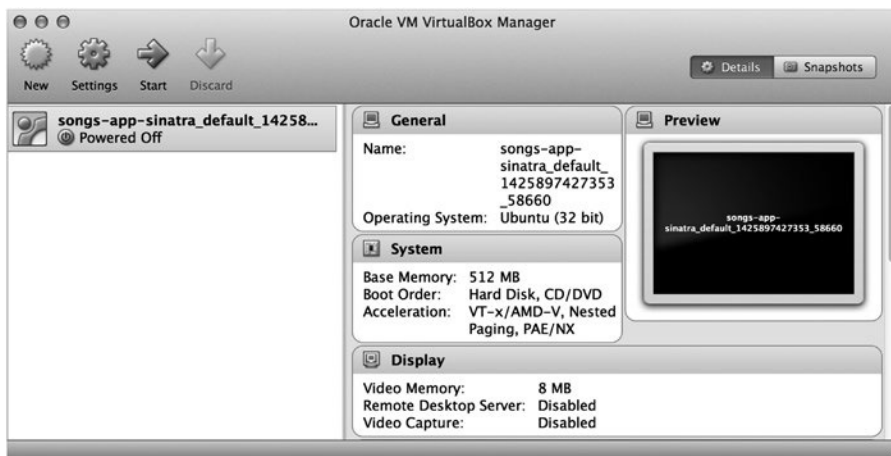 Oracle VM VirtualBox Manager
New Settings Start Discard
Details Snapshots
songs-app-sinatra_default_14258...
Powered Off
General
Name: songs-app-
sinatra_default_
1425897427353
_58660
Operating System: Ubuntu (32 bit)
System
Base Memory: 512 MB
Boot Order: Hard Disk, CD/DVD
Acceleration: VT-x/AMD-V, Nested
Paging, PAE/NX
Preview
songs-app-
sinatra_default_1425897427353_58660
Display
Video Memory: 8 MB
Remote Desktop Server: Disabled
Video Capture: Disabled